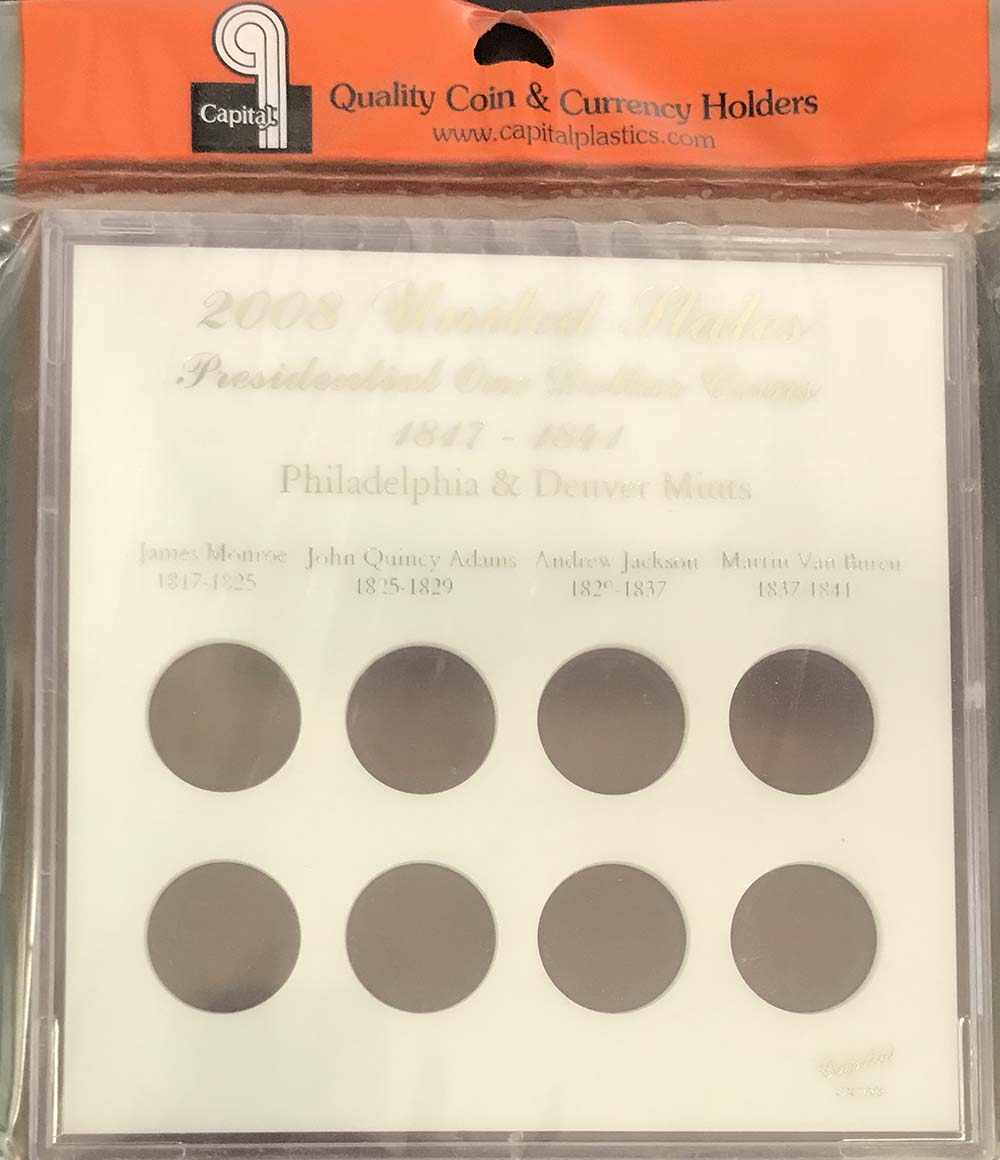 Capital
Quality Coin & Currency Holders
www.capitalplastics.com
2008 United States
Presidential One Dollar Coins
1817 - 1841
Philadelphia & Denver Mints
James Monroe John Quincy Adams Andrew Jackson Martin Van Buren
1817-1825 1825-1829 1829-1837 1837-1841
Capital